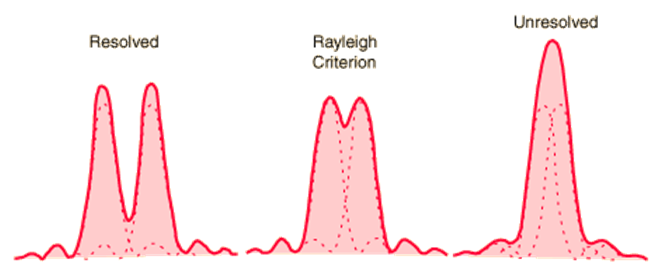 Resolved
Rayleigh
Criterion
Unresolved